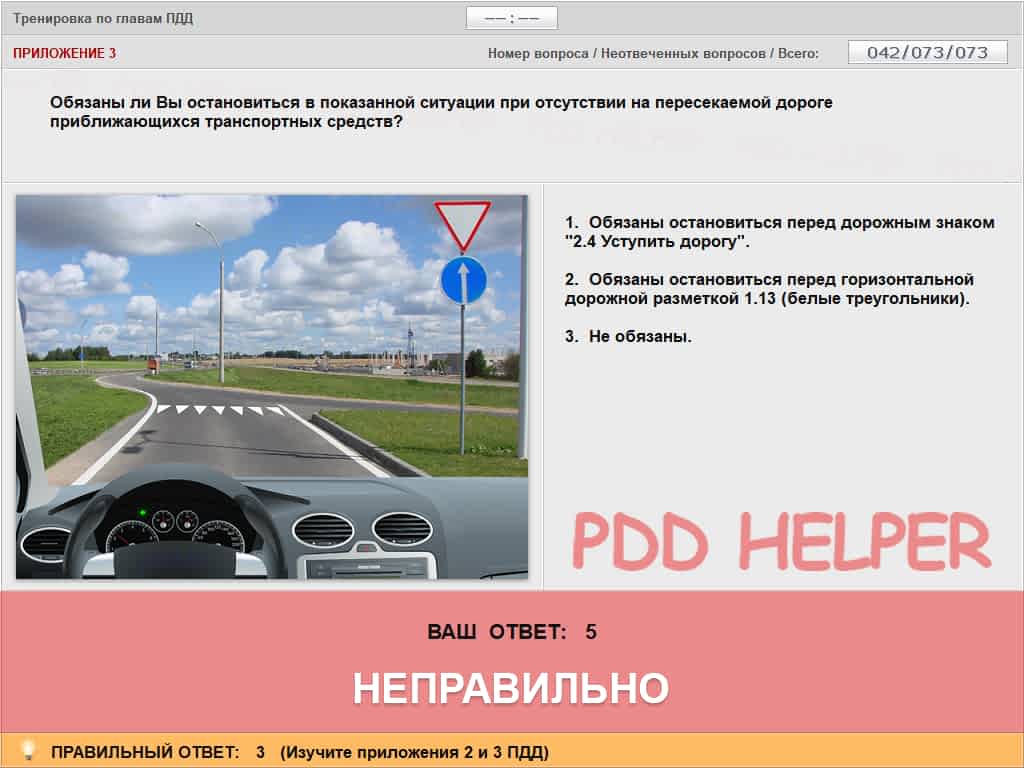 Тренировка по главам ПДД
–– : ––
ПРИЛОЖЕНИЕ 3
Номер вопроса / Неотвеченных вопросов / Всего:
042/073/073
Обязаны ли Вы остановиться в показанной ситуации при отсутствии на пересекаемой дороге
приближающихся транспортных средств?
1. Обязаны остановиться перед дорожным знаком
"2.4 Уступить дорогу".
2. Обязаны остановиться перед горизонтальной
дорожной разметкой 1.13 (белые треугольники).
3. Не обязаны.
PDD HELPER
ВАШ ОТВЕТ: 5
НЕПРАВИЛЬНО
ПРАВИЛЬНЫЙ ОТВЕТ: 3 (Изучите приложения 2 и 3 ПДД)